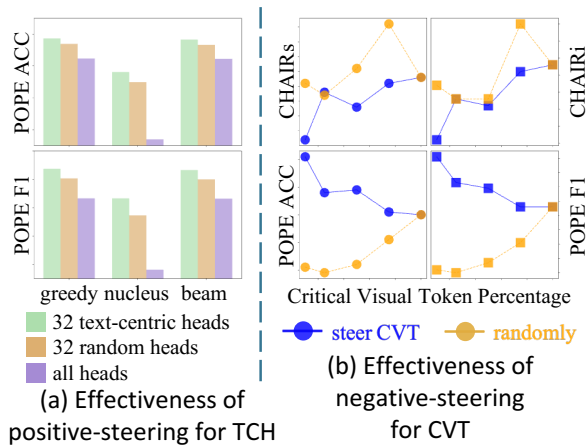 POPE ACC
POPE F1
greedy nucleus beam
32 text-centric heads
32 random heads
all heads
(a) Effectiveness of
positive-steering for TCH
CHAIRs
CHAIRi
POPE ACC
POPE F1
Critical Visual Token Percentage
steer CVT
randomly
(b) Effectiveness of
negative-steering
for CVT